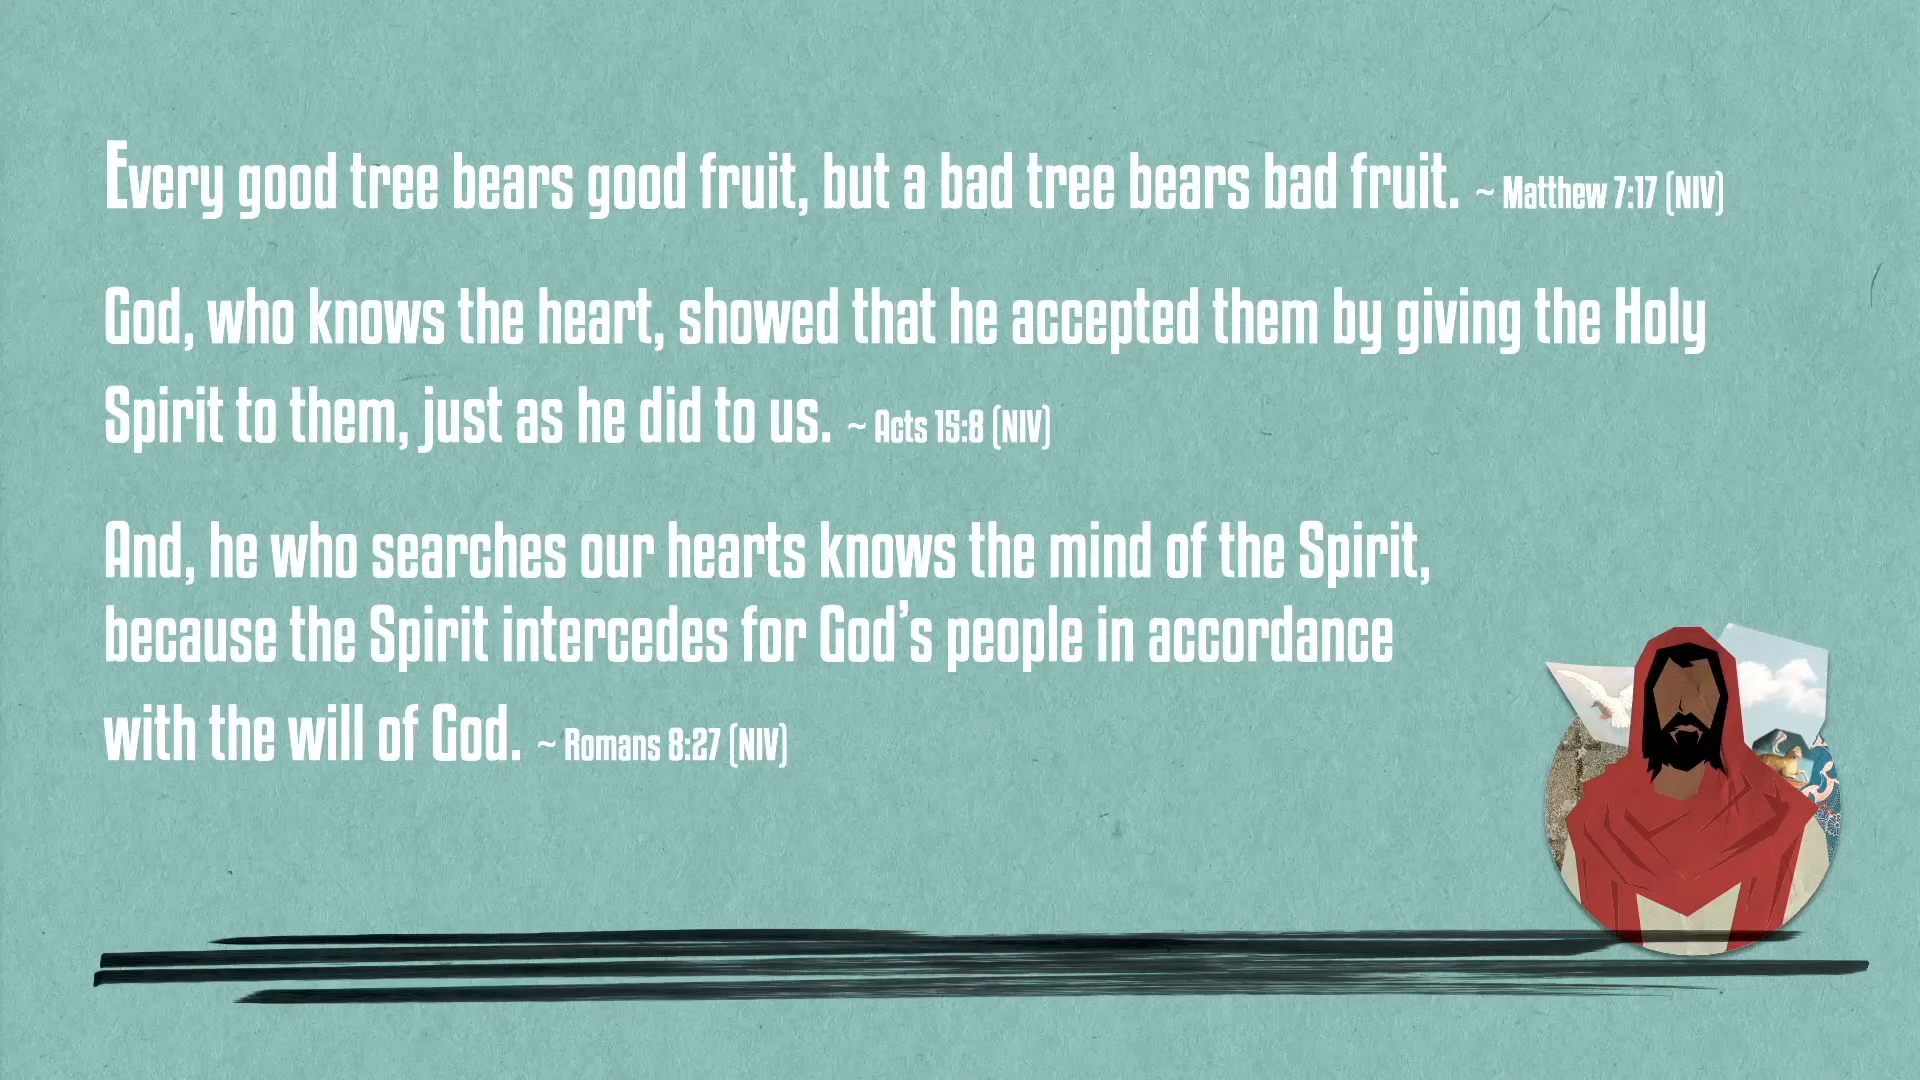 Every good tree bears good fruit, but a bad tree bears bad fruit. ~ Matthew 7:17 (NIV)
God, who knows the heart, showed that he accepted them by giving the Holy
Spirit to them, just as he did to us. ~ Acts 15:8 (NIV)
And, he who searches our hearts knows the mind of the Spirit,
because the Spirit intercedes for God’s people in accordance
with the will of God. ~ Romans 8:27 (NIV)